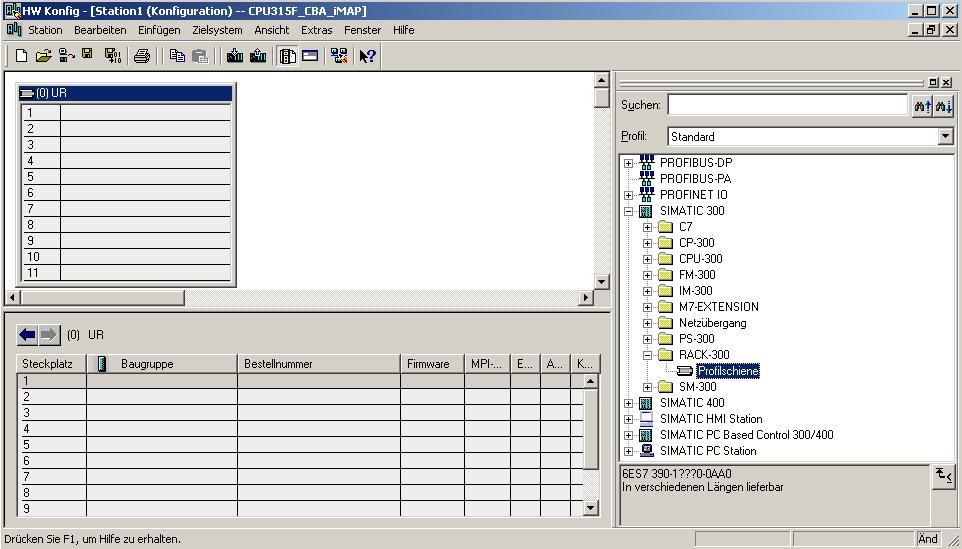 HW Konfig - [Station1 (Konfiguration) -- CPU315F_CBA_iMAP]
Station Bearbeiten Einfügen Zielsystem Ansicht Extras Fenster Hilfe
(0) UR
1
2
3
4
5
6
7
8
9
10
11
(0) UR
Steckplatz Baugruppe Bestellnummer Firmware MPI-... E... A... K...
1
2
3
4
5
6
7
8
9
Suchen:
Profil: Standard
PROFIBUS-DP
PROFIBUS-PA
PROFINET IO
SIMATIC 300
C7
CP-300
CPU-300
FM-300
IM-300
M7-EXTENSION
Netzübergang
PS-300
RACK-300
Profilschiene
SM-300
SIMATIC 400
SIMATIC HMI Station
SIMATIC PC Based Control 300/400
SIMATIC PC Station
6ES7 390-1???0-0AA0
In verschiedenen Längen lieferbar
Drücken Sie F1, um Hilfe zu erhalten.
Änd